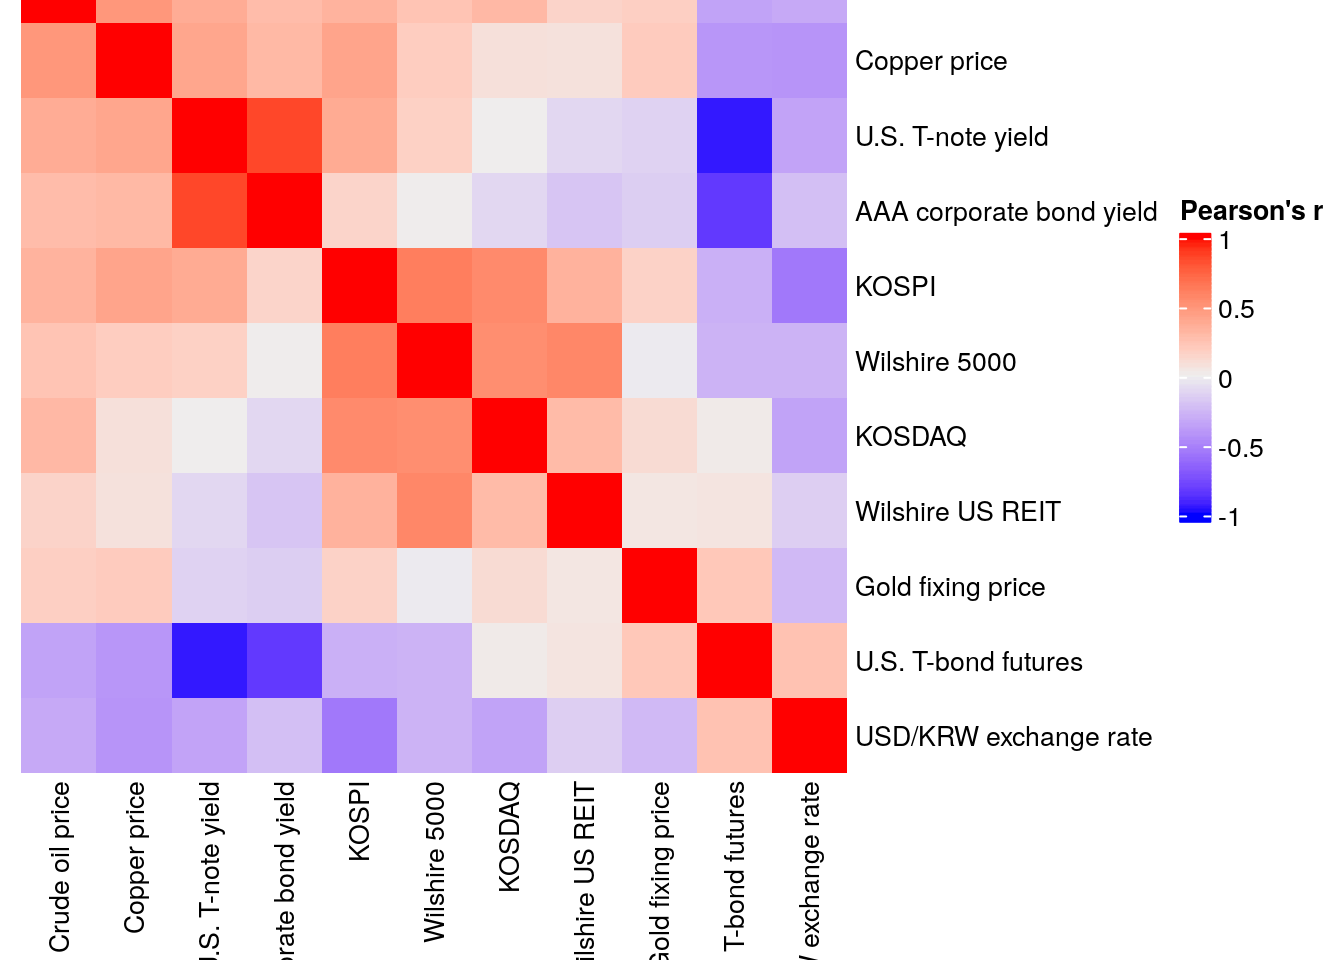 Copper price
U.S. T-note yield
AAA corporate bond yield
KOSPI
Wilshire 5000
KOSDAQ
Wilshire US REIT
Gold fixing price
U.S. T-bond futures
USD/KRW exchange rate
Pearson's r
1
0.5
0
-0.5
-1
Crude oil price
Copper price
.S. T-note yield
orate bond yield
KOSPI
Wilshire 5000
KOSDAQ
ilshire US REIT
Gold fixing price
T-bond futures
exchange rate